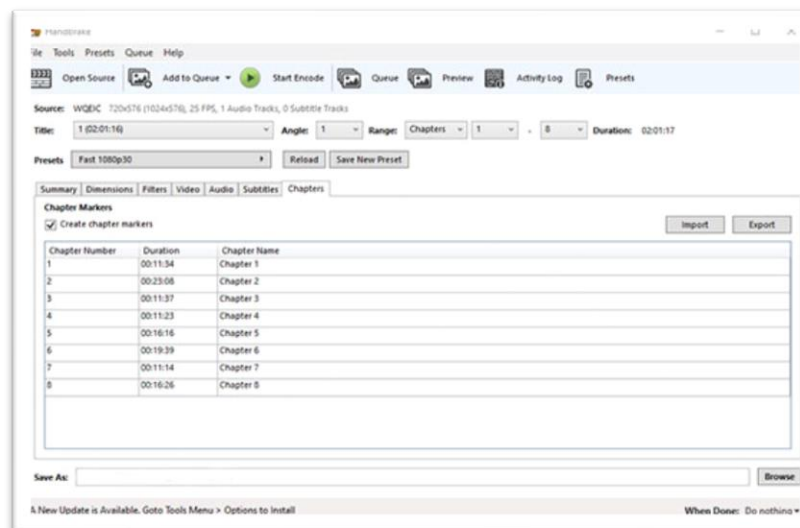 Handbrake
ile Tools Presets Queue Help
Open Source Add to Queue Start Encode Queue Preview Activity Log Presets
Source: WQEIC 720x576 (1024x576), 25 FPS, 1 Audio Tracks, 0 Subtitle Tracks
Title: 1 (02:01:16) Angle: 1 Range: Chapters 1 - 8 Duration: 02:01:17
Presets Fast 1080p30 Reload Save New Preset
Summary Dimensions Filters Video Audio Subtitles Chapters
Chapter Markers
Create chapter markers Import Export
Chapter Number Duration Chapter Name
1 00:11:34 Chapter 1
2 00:23:08 Chapter 2
3 00:11:37 Chapter 3
4 00:11:23 Chapter 4
5 00:16:16 Chapter 5
6 00:19:39 Chapter 6
7 00:11:14 Chapter 7
8 00:16:26 Chapter 8
Save As: Browse
A New Update is Available. Goto Tools Menu > Options to Install When Done: Do nothing